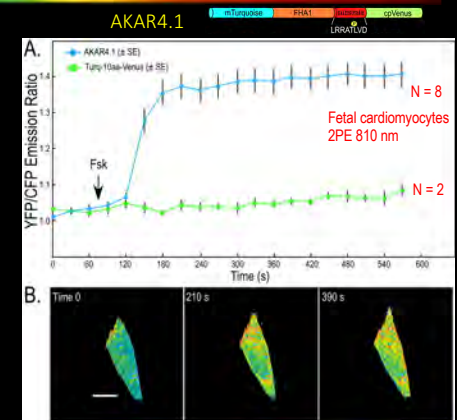 AKAR4.1
mTurquoise FHA1 cpVenus
LRRATLVD
A.
AKAR4.1 (± SE)
Turq-10aa-Venus (± SE)
N = 8
Fetal cardiomyocytes
2PE 810 nm
Fsk
N = 2
YFP/CFP Emission Ratio
1.4
1.3
1.2
1.1
1.0
0 60 120 180 240 300 360 420 480 540 600
Time (s)
B.
Time 0 210 s 390 s